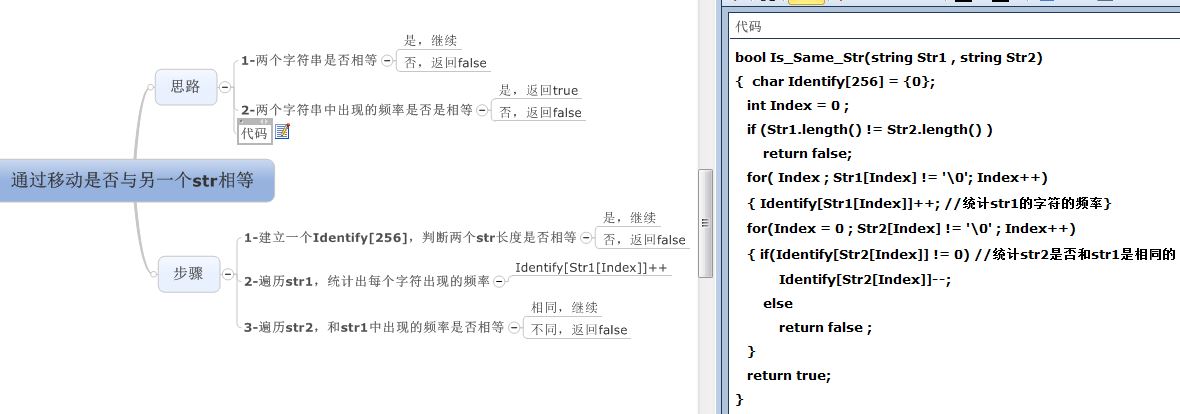 是，继续
1-两个字符串是否相等
否，返回false
思路
是，返回true
2-两个字符串中出现的频率是否是相等
否，返回false
代码
通过移动是否与另一个str相等
是，继续
1-建立一个Identify[256]，判断两个str长度是否相等
否，返回false
步骤
Identify[Str1[Index]]++
2-遍历str1，统计出每个字符出现的频率
相同，继续
3-遍历str2，和str1中出现的频率是否相等
不同，返回false
代码
bool Is_Same_Str(string Str1 , string Str2)
{  char Identify[256] = {0};
int Index = 0 ;
if (Str1.length() != Str2.length() )
return false;
for( Index ; Str1[Index] != '\0'; Index++)
{ Identify[Str1[Index]]++; //统计str1的字符的频率}
for(Index = 0 ; Str2[Index] != '\0' ; Index++)
{ if(Identify[Str2[Index]] != 0) //统计str2是否和str1是相同的
Identify[Str2[Index]]--;
else
return false ;
}
return true;
}